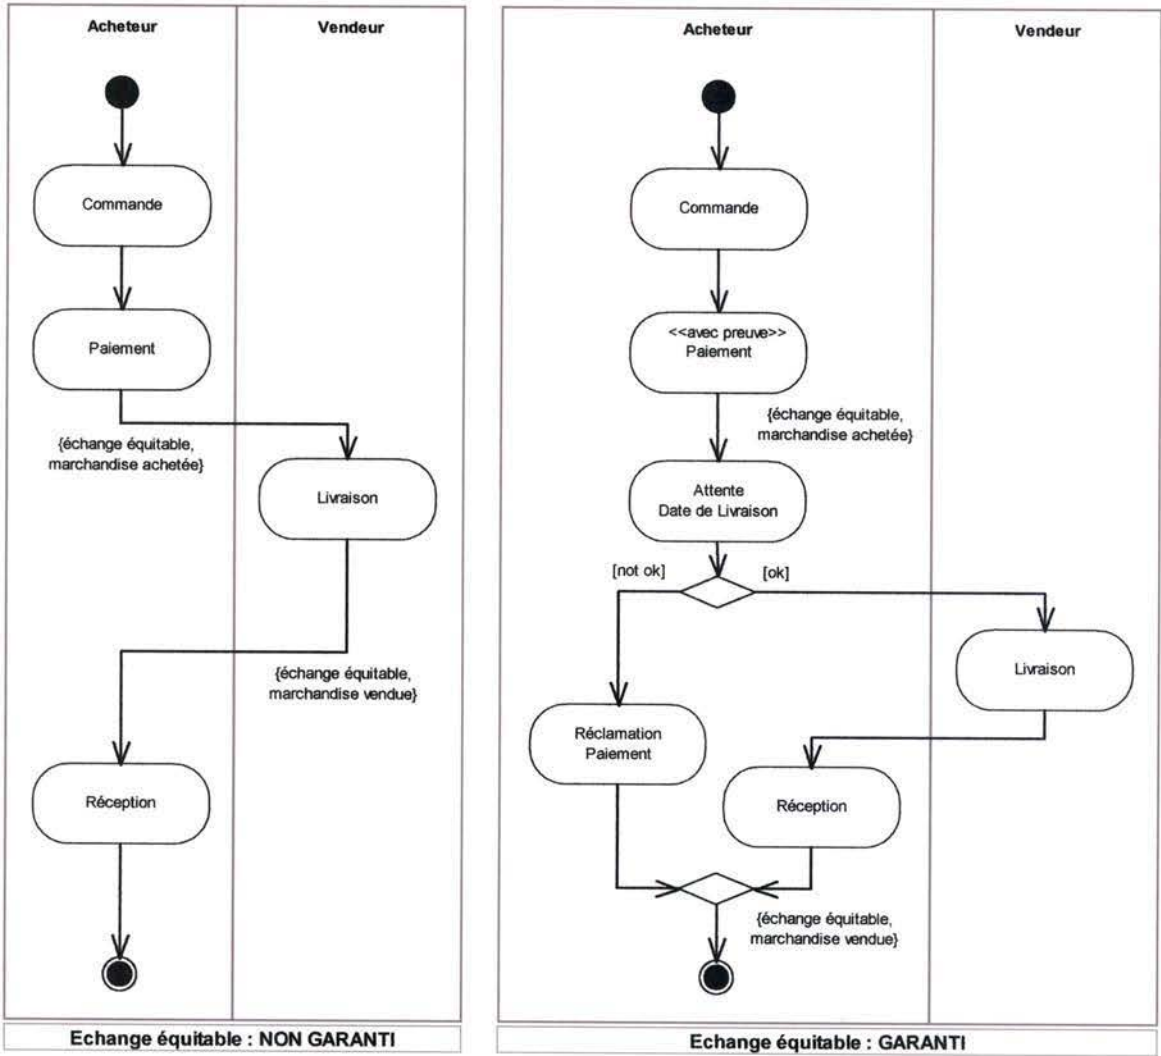 Acheteur
Vendeur
Commande
Paiement
{échange équitable,
marchandise achetée}
Livraison
{échange équitable,
marchandise vendue}
Réception
Echange équitable : NON GARANTI
Acheteur
Vendeur
Commande
<<avec preuve>>
Paiement
{échange équitable,
marchandise achetée}
Attente
Date de Livraison
[not ok]
[ok]
Livraison
Réclamation
Paiement
Réception
{échange équitable,
marchandise vendue}
Echange équitable : GARANTI